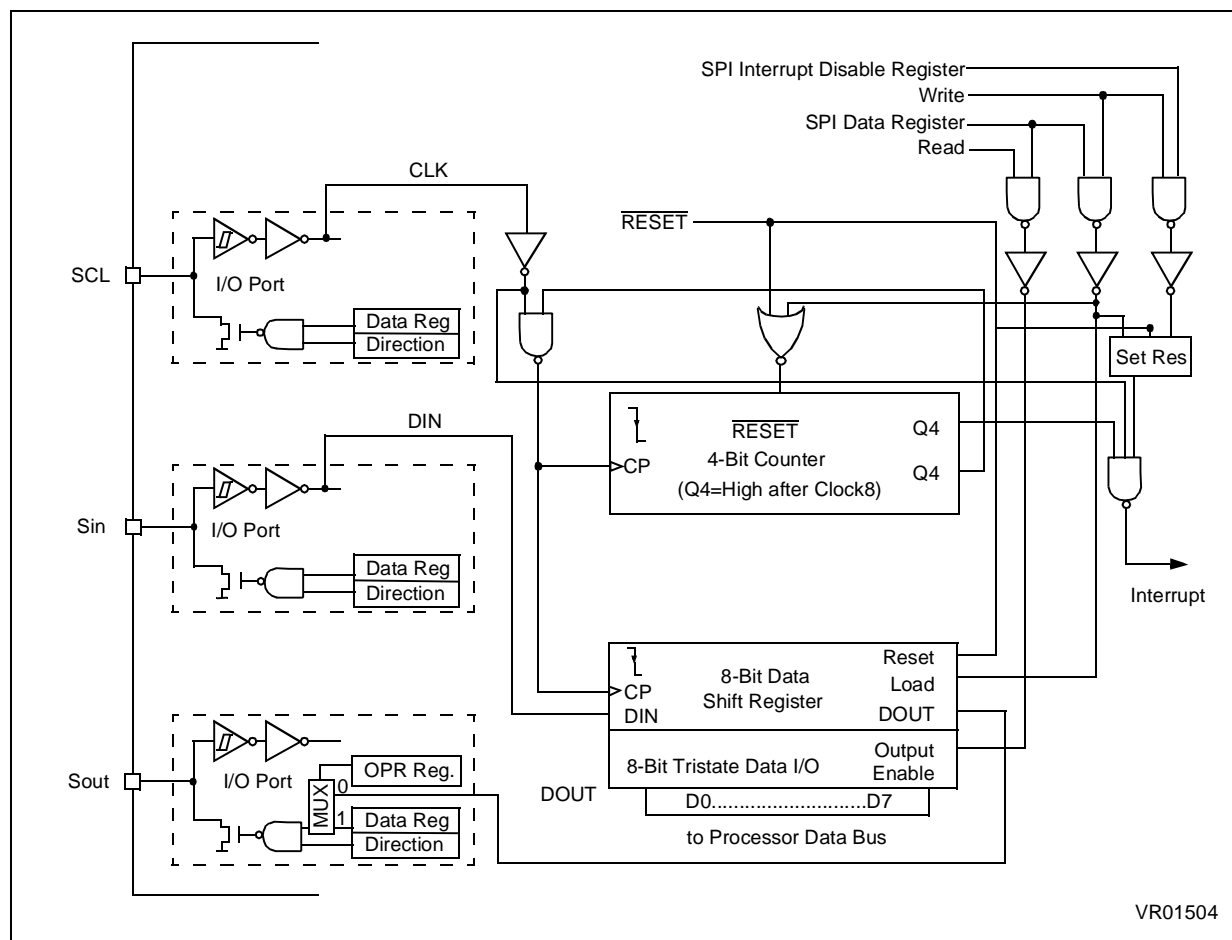 SPI Interrupt Disable Register
Write
SPI Data Register
Read
CLK
RESET
SCL
I/O Port
Data Reg
Direction
Set Res
DIN
RESET
Q4
CP
4-Bit Counter
Q4
(Q4=High after Clock8)
Sin
I/O Port
Data Reg
Direction
Interrupt
Reset
8-Bit Data
Load
CP
Shift Register
DIN
DOUT
Output
Sout
I/O Port
OPR Reg.
8-Bit Tristate Data I/O
Enable
MUX
0
DOUT
D0............................D7
1
Data Reg
Direction
to Processor Data Bus
VR01504